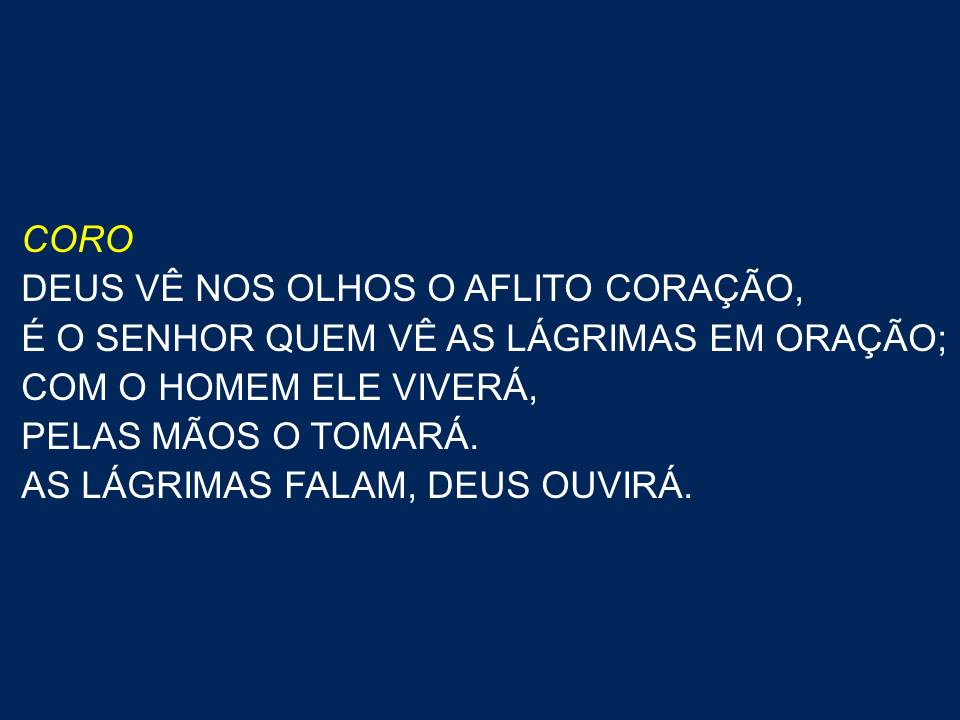 CORO
DEUS VÊ NOS OLHOS O AFLITO CORAÇÃO,
É O SENHOR QUEM VÊ AS LÁGRIMAS EM ORAÇÃO;
COM O HOMEM ELE VIVERÁ,
PELAS MÃOS O TOMARÁ.
AS LÁGRIMAS FALAM, DEUS OUVIRÁ.